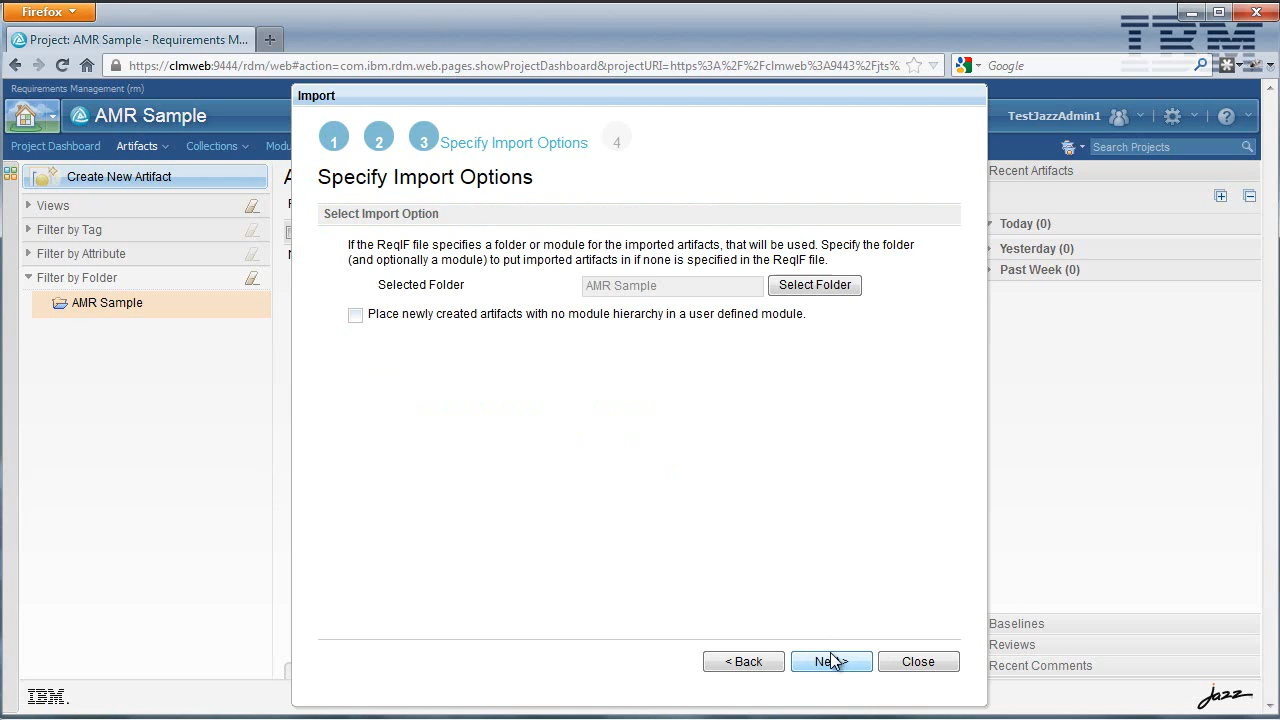 Firefox
Project: AMR Sample - Requirements M...
IBM
https://clmweb:9444/rdm/web#action=com.ibm.rdm.web.pages.showProjectDashboard&projectURI=https%3A%2F%2Fclmweb%3A9443%2Fjts%...
Google
Requirements Management (rm)
AMR Sample
TestJazzAdmin1
Project Dashboard
Artifacts
Collections
Search Projects
Create New Artifact
Views
Filter by Tag
Filter by Attribute
Filter by Folder
AMR Sample
Import
1 2 3 Specify Import Options 4
Specify Import Options
Select Import Option
If the ReqIF file specifies a folder or module for the imported artifacts, that will be used. Specify the folder
(and optionally a module) to put imported artifacts in if none is specified in the ReqIF file.
Selected Folder
AMR Sample
Select Folder
Place newly created artifacts with no module hierarchy in a user defined module.
< Back
Close
Recent Artifacts
Today (0)
Yesterday (0)
Past Week (0)
Baselines
Reviews
Recent Comments
IBM.
jazz